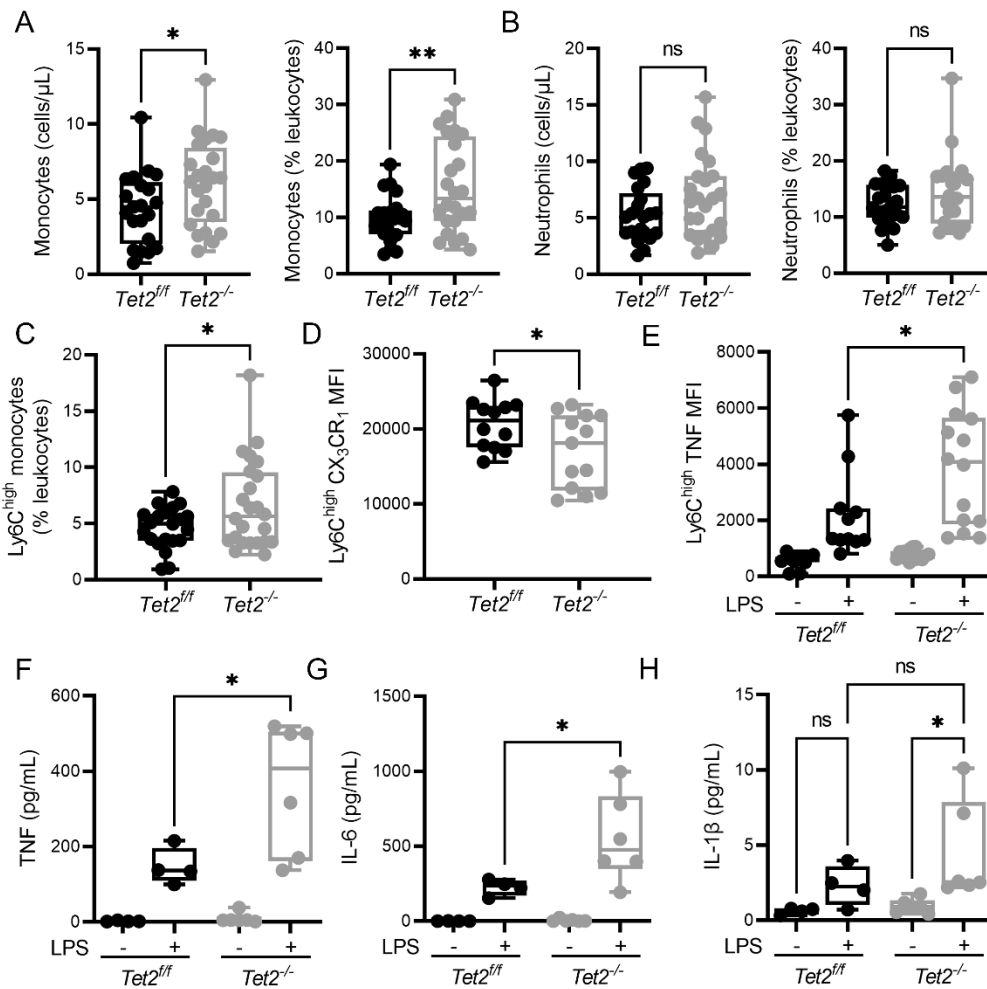 A
Monocytes (cells/µL)
15
10
5
0
*
Tet2f/f Tet2-/-
Monocytes (% leukocytes)
40
30
20
10
0
**
Tet2f/f Tet2-/-
B
Neutrophils (cells/µL)
20
15
10
5
0
ns
Tet2f/f Tet2-/-
Neutrophils (% leukocytes)
40
30
20
10
0
ns
Tet2f/f Tet2-/-
C
Ly6Chigh monocytes
(% leukocytes)
20
15
10
5
0
*
Tet2f/f Tet2-/-
D
Ly6Chigh CX3CR1 MFI
30000
20000
10000
0
*
Tet2f/f Tet2-/-
E
Ly6Chigh TNF MFI
8000
6000
4000
2000
0
*
LPS - + - +
Tet2f/f Tet2-/-
F
TNF (pg/mL)
600
400
200
0
*
LPS - + - +
Tet2f/f Tet2-/-
G
IL-6 (pg/mL)
1500
1000
500
0
*
LPS - + - +
Tet2f/f Tet2-/-
H
IL-1β (pg/mL)
15
10
5
0
ns
ns
*
LPS - + - +
Tet2f/f Tet2-/-